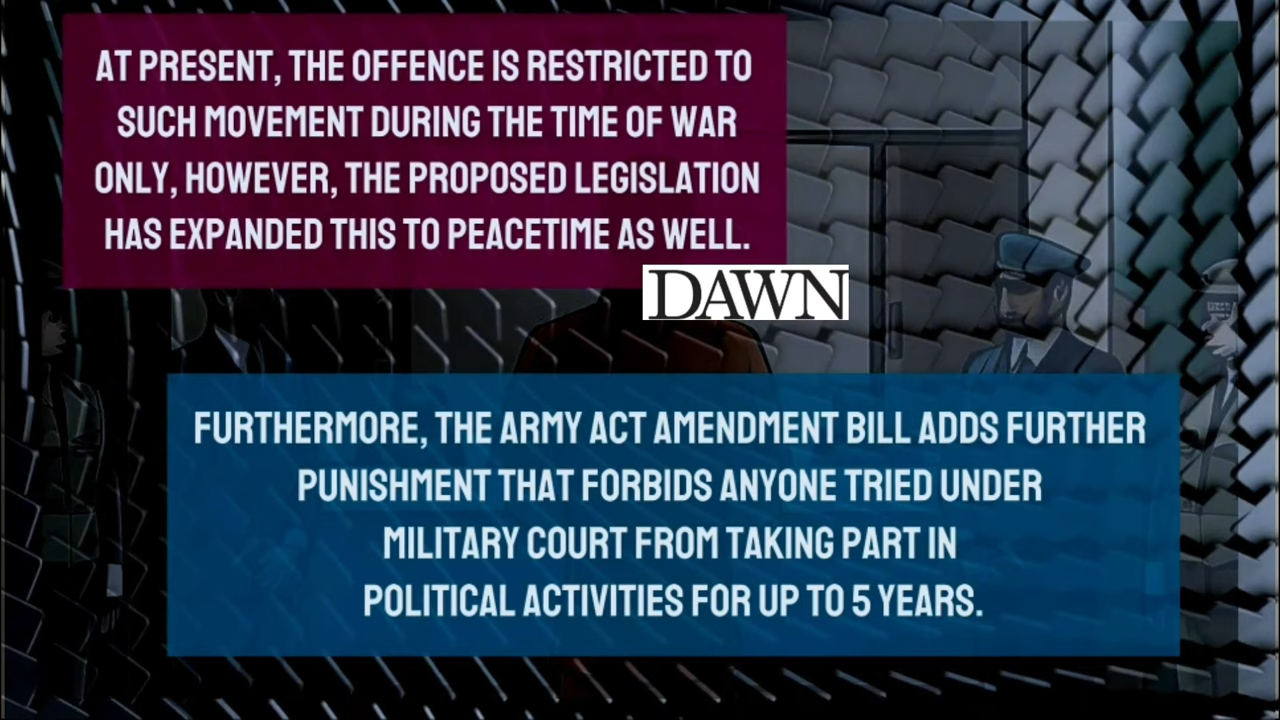 AT PRESENT, THE OFFENCE IS RESTRICTED TO
SUCH MOVEMENT DURING THE TIME OF WAR
ONLY, HOWEVER, THE PROPOSED LEGISLATION
HAS EXPANDED THIS TO PEACETIME AS WELL.
DAWN
FURTHERMORE, THE ARMY ACT AMENDMENT BILL ADDS FURTHER
PUNISHMENT THAT FORBIDS ANYONE TRIED UNDER
MILITARY COURT FROM TAKING PART IN
POLITICAL ACTIVITIES FOR UP TO 5 YEARS.